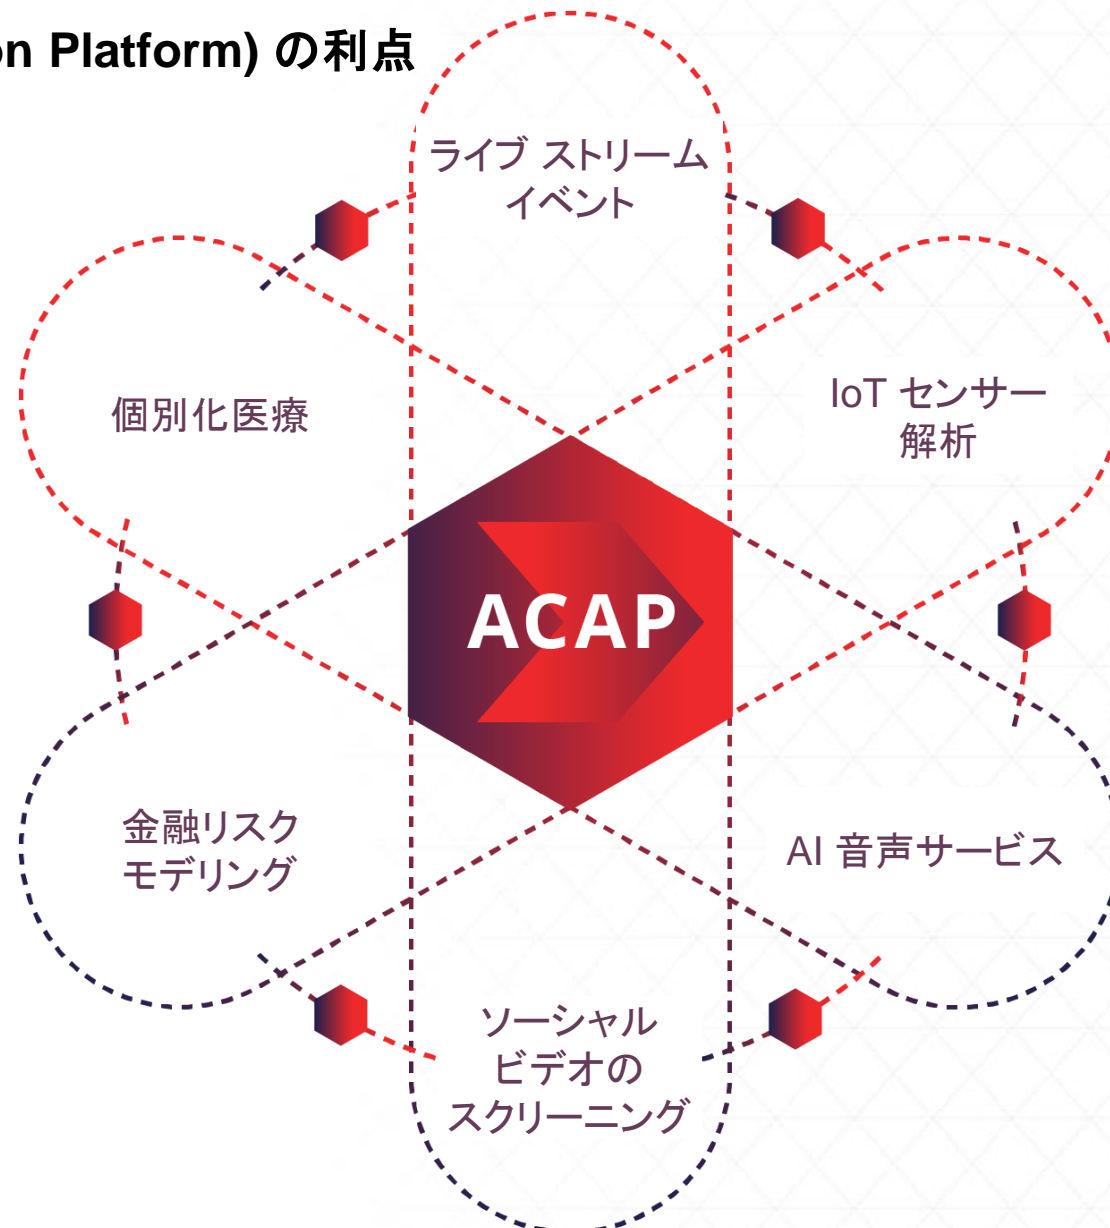 on Platform) の利点
ライブ ストリーム
イベント
個別化医療
IoT センサー
解析
ACAP
金融リスク
モデリング
AI 音声サービス
ソーシャル
ビデオの
スクリーニング